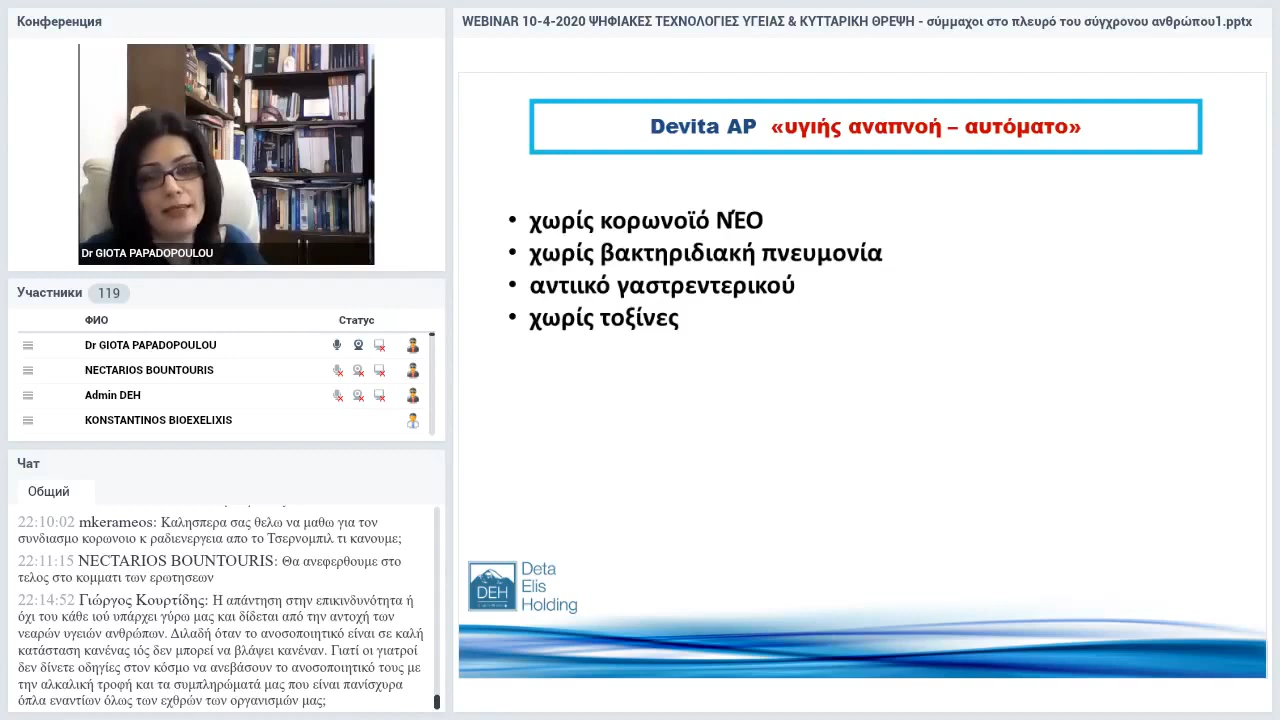 Конференция
Dr GIOTA PAPADOPOULOU
Участники 119
ФИО Статус
Dr GIOTA PAPADOPOULOU
NECTARIOS BOUNTOURIS
Admin DEH
KONSTANTINOS BIOEXELIXIS
Чат
Общий
22:10:02 mkerameos: Καλησπερα σας θελω να μαθω για τον
συνδιασμο κορωνοιο κ ραδιενεργεια απο το Τσερνομπιλ τι κανουμε;
22:11:15 NECTARIOS BOUNTOURIS: Θα ανεφερθουμε στο
τελος στο κομματι των ερωτησεων
22:14:52 Γιώργος Κουρτίδης: Η απάντηση στην επικινδυνότητα ή
όχι του κάθε ιού υπάρχει γύρω μας και δίδεται από την αντοχή των
νεαρών υγειών ανθρώπων. Διλαδή όταν το ανοσοποιητικό είναι σε καλή
κατάσταση κανένας ιός δεν μπορεί να βλάψει κανέναν. Γιατί οι γιατροί
δεν δίνετε οδηγίες στον κόσμο να ανεβάσουν το ανοσοποιητικό τους με
την αλκαλική τροφή και τα συμπληρώματά μας που είναι πανίσχυρα
όπλα εναντίων όλως των εχθρών των οργανισμών μας;
WEBINAR 10-4-2020 ΨΗΦΙΑΚΕΣ ΤΕΧΝΟΛΟΓΙΕΣ ΥΓΕΙΑΣ & ΚΥΤΤΑΡΙΚΗ ΘΡΕΨΗ - σύμμαχοι στο πλευρό του σύγχρονου ανθρώπου1.pptx
Devita AP «υγιής αναπνοή – αυτόματο»
• χωρίς κορωνοϊό ΝΈΟ
• χωρίς βακτηριδιακή πνευμονία
• αντιικό γαστρεντερικού
• χωρίς τοξίνες
DEH
Deta
Elis
Holding